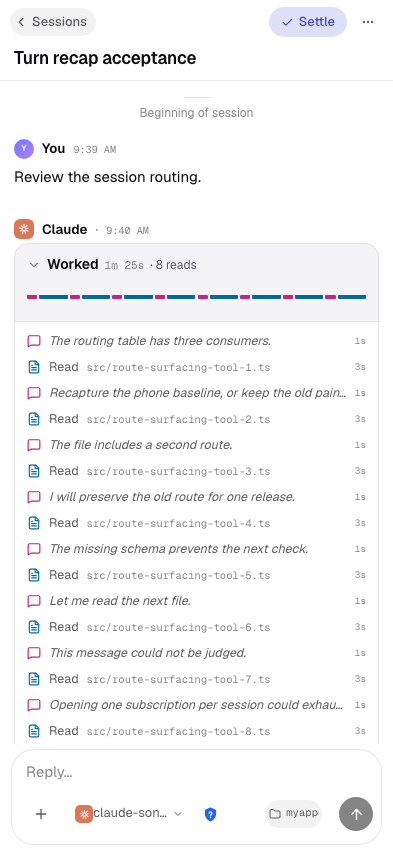 Sessions
Settle
Turn recap acceptance
Beginning of session
Y You 9:39 AM
Review the session routing.
Claude · 9:40 AM
Worked 1m 25s · 8 reads
The routing table has three consumers. 1s
Read src/route-surfacing-tool-1.ts 3s
Recapture the phone baseline, or keep the old pain... 1s
Read src/route-surfacing-tool-2.ts 3s
The file includes a second route. 1s
Read src/route-surfacing-tool-3.ts 3s
I will preserve the old route for one release. 1s
Read src/route-surfacing-tool-4.ts 3s
The missing schema prevents the next check. 1s
Read src/route-surfacing-tool-5.ts 3s
Let me read the next file. 1s
Read src/route-surfacing-tool-6.ts 3s
This message could not be judged. 1s
Read src/route-surfacing-tool-7.ts 3s
Opening one subscription per session could exhau... 1s
Read src/route-surfacing-tool-8.ts 3s
Reply...
claude-son... myapp